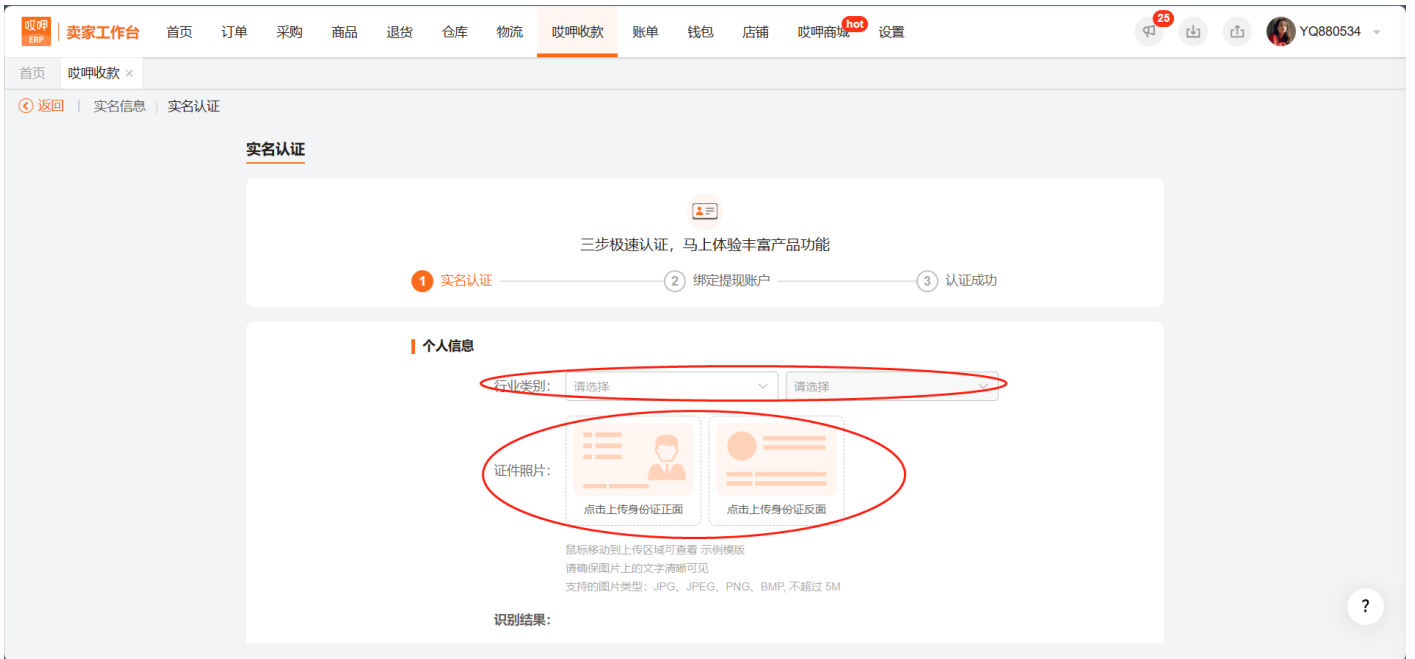 哎呷
ERP
卖家工作台 首页 订单 采购 商品 退货 仓库 物流 哎呷收款 账单 钱包 店铺 哎呷商城 hot 设置 25 YQ880534
首页 哎呷收款 ×
返回 | 实名信息 | 实名认证
实名认证
三步极速认证，马上体验丰富产品功能
1 实名认证 2 绑定提现账户 3 认证成功
个人信息
行业类别： 请选择 请选择
证件照片：
点击上传身份证正面 点击上传身份证反面
鼠标移动到上传区域可查看 示例模版
请确保图片上的文字清晰可见
支持的图片类型：JPG、JPEG、PNG、BMP, 不超过 5M
识别结果：
?